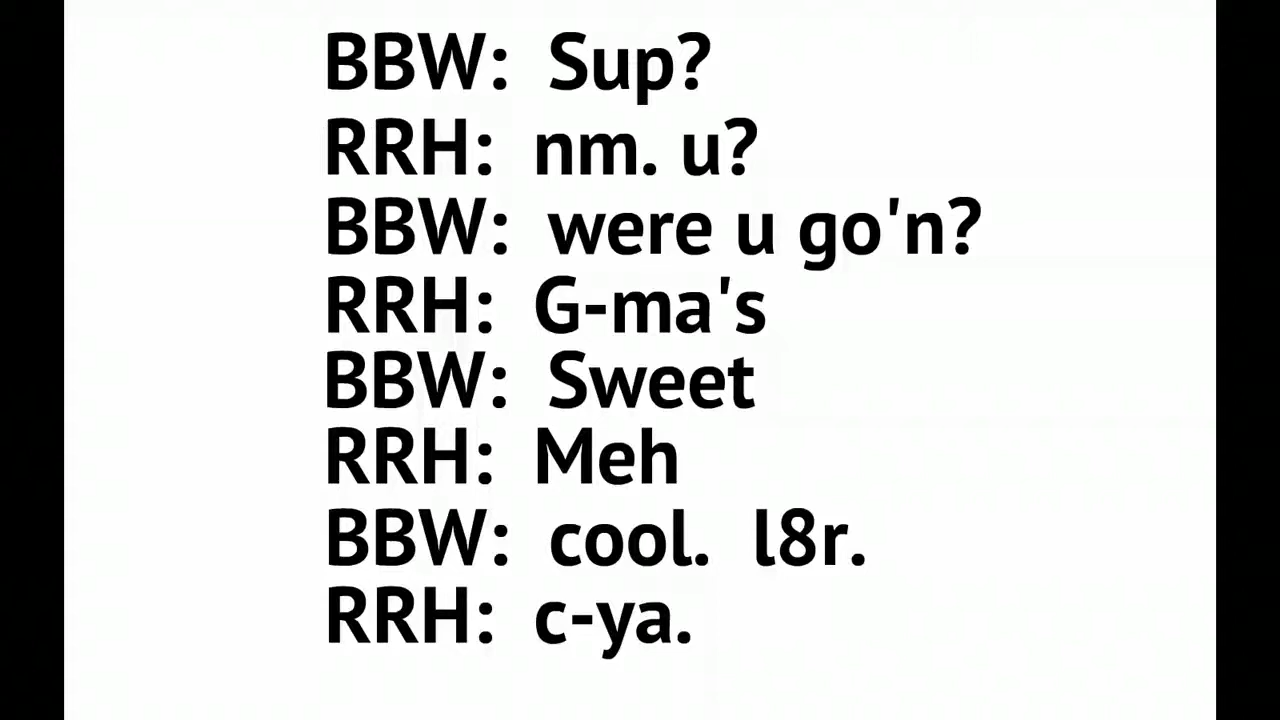 BBW: Sup?
RRH: nm. u?
BBW: were u go'n?
RRH: G-ma's
BBW: Sweet
RRH: Meh
BBW: cool. l8r.
RRH: c-ya.